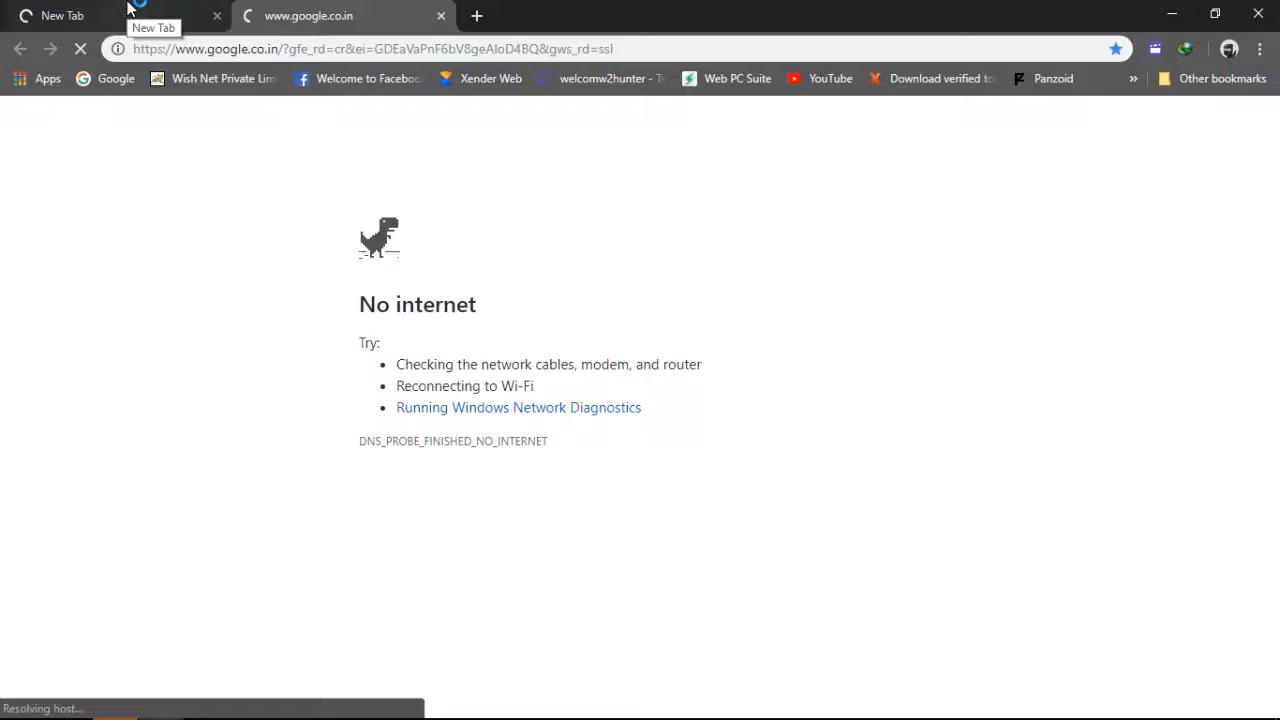 New Tab
www.google.co.in
New Tab
https://www.google.co.in/?gfe_rd=cr&ei=GDEaVaPnF6bV8geAIoD4BQ&gws_rd=ssl
Apps
Google
Wish Net Private Lim
Welcome to Faceboo
Xender Web
welcomw2hunter - T
Web PC Suite
YouTube
Download verified to
Panzoid
»
Other bookmarks
No internet
Try:
• Checking the network cables, modem, and router
• Reconnecting to Wi-Fi
• Running Windows Network Diagnostics
DNS_PROBE_FINISHED_NO_INTERNET
Resolving host...